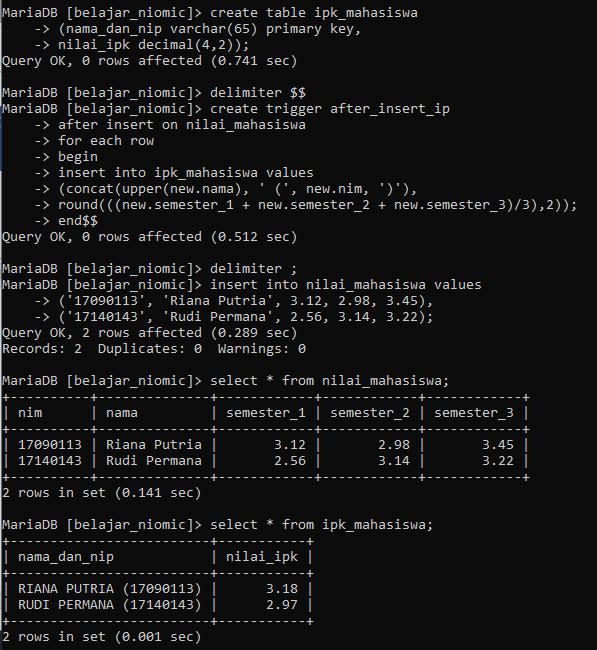 MariaDB [belajar_niomic]> create table ipk_mahasiswa
    -> (nama_dan_nip varchar(65) primary key,
    -> nilai_ipk decimal(4,2));
Query OK, 0 rows affected (0.741 sec)

MariaDB [belajar_niomic]> delimiter $$
MariaDB [belajar_niomic]> create trigger after_insert_ip
    -> after insert on nilai_mahasiswa
    -> for each row
    -> begin
    -> insert into ipk_mahasiswa values
    -> (concat(upper(new.nama), ' (', new.nim, ')'),
    -> round(((new.semester_1 + new.semester_2 + new.semester_3)/3),2));
    -> end$$
Query OK, 0 rows affected (0.512 sec)

MariaDB [belajar_niomic]> delimiter ;
MariaDB [belajar_niomic]> insert into nilai_mahasiswa values
    -> ('17090113', 'Riana Putria', 3.12, 2.98, 3.45),
    -> ('17140143', 'Rudi Permana', 2.56, 3.14, 3.22);
Query OK, 2 rows affected (0.289 sec)
Records: 2  Duplicates: 0  Warnings: 0

MariaDB [belajar_niomic]> select * from nilai_mahasiswa;
+----------+--------------+------------+------------+------------+
| nim      | nama         | semester_1 | semester_2 | semester_3 |
+----------+--------------+------------+------------+------------+
| 17090113 | Riana Putria |       3.12 |       2.98 |       3.45 |
| 17140143 | Rudi Permana |       2.56 |       3.14 |       3.22 |
+----------+--------------+------------+------------+------------+
2 rows in set (0.141 sec)

MariaDB [belajar_niomic]> select * from ipk_mahasiswa;
+-------------------------+-----------+
| nama_dan_nip            | nilai_ipk |
+-------------------------+-----------+
| RIANA PUTRIA (17090113) |      3.18 |
| RUDI PERMANA (17140143) |      2.97 |
+-------------------------+-----------+
2 rows in set (0.001 sec)